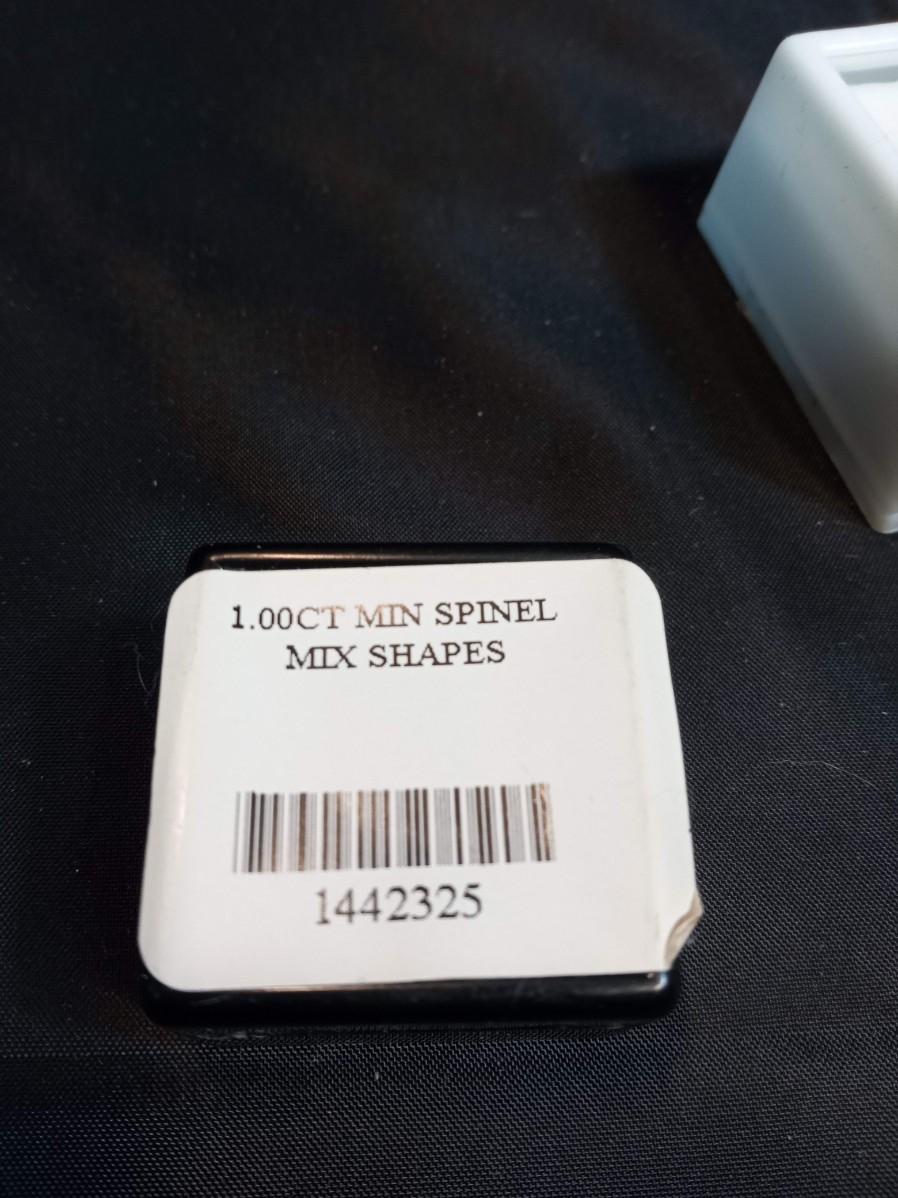 1.00CT MIN SPINEL
MIX SHAPES
1442325